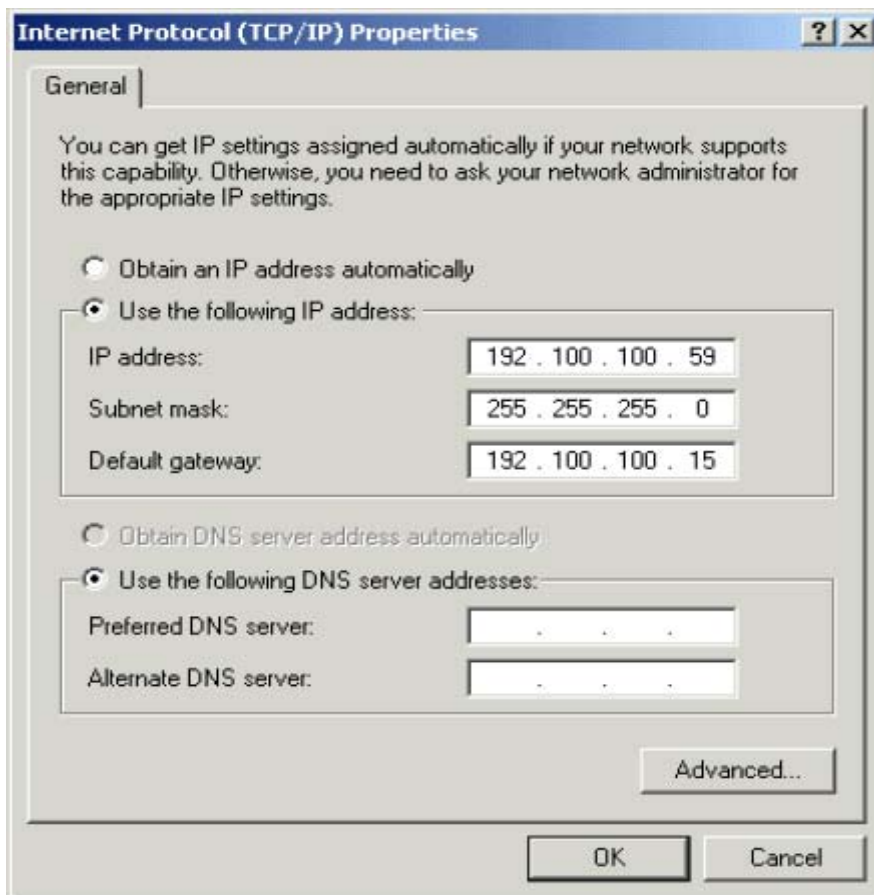 Internet Protocol (TCP/IP) Properties
General
You can get IP settings assigned automatically if your network supports
this capability. Otherwise, you need to ask your network administrator for
the appropriate IP settings.
Obtain an IP address automatically
Use the following IP address:
IP address: 192 . 100 . 100 . 59
Subnet mask: 255 . 255 . 255 . 0
Default gateway: 192 . 100 . 100 . 15
Obtain DNS server address automatically
Use the following DNS server addresses:
Preferred DNS server: . . .
Alternate DNS server: . . .
Advanced...
OK Cancel